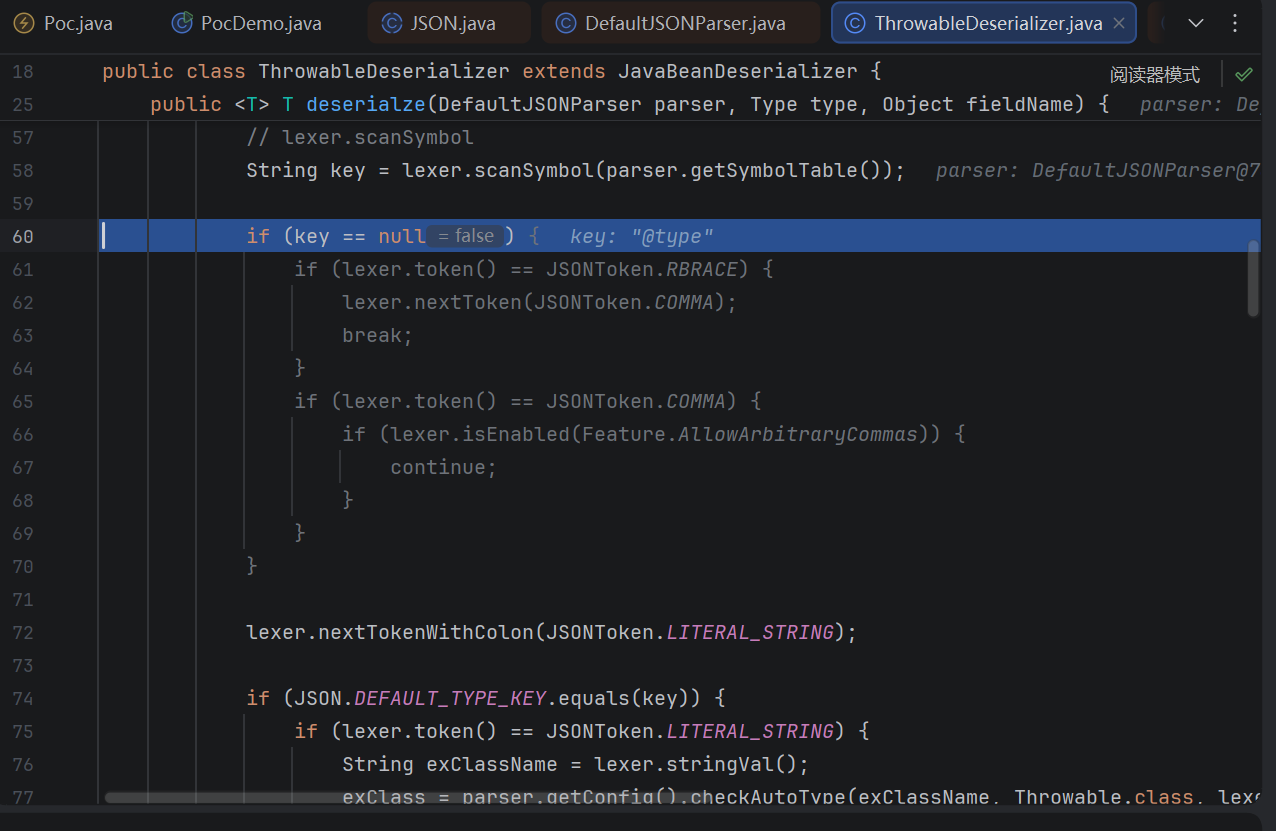 Poc.java PocDemo.java JSON.java DefaultJSONParser.java ThrowableDeserializer.java
18 public class ThrowableDeserializer extends JavaBeanDeserializer { 阅读器模式
25 public <T> T deserialze(DefaultJSONParser parser, Type type, Object fieldName) { parser: De
57 // lexer.scanSymbol
58 String key = lexer.scanSymbol(parser.getSymbolTable()); parser: DefaultJSONParser@7
59
60 if (key == null = false ) { key: "@type"
61 if (lexer.token() == JSONToken.RBRACE) {
62 lexer.nextToken(JSONToken.COMMA);
63 break;
64 }
65 if (lexer.token() == JSONToken.COMMA) {
66 if (lexer.isEnabled(Feature.AllowArbitraryCommas)) {
67 continue;
68 }
69 }
70 }
71
72 lexer.nextTokenWithColon(JSONToken.LITERAL_STRING);
73
74 if (JSON.DEFAULT_TYPE_KEY.equals(key)) {
75 if (lexer.token() == JSONToken.LITERAL_STRING) {
76 String exClassName = lexer.stringVal();
77 exClass = parser.getConfig().checkAutoType(exClassName, Throwable.class, lexe